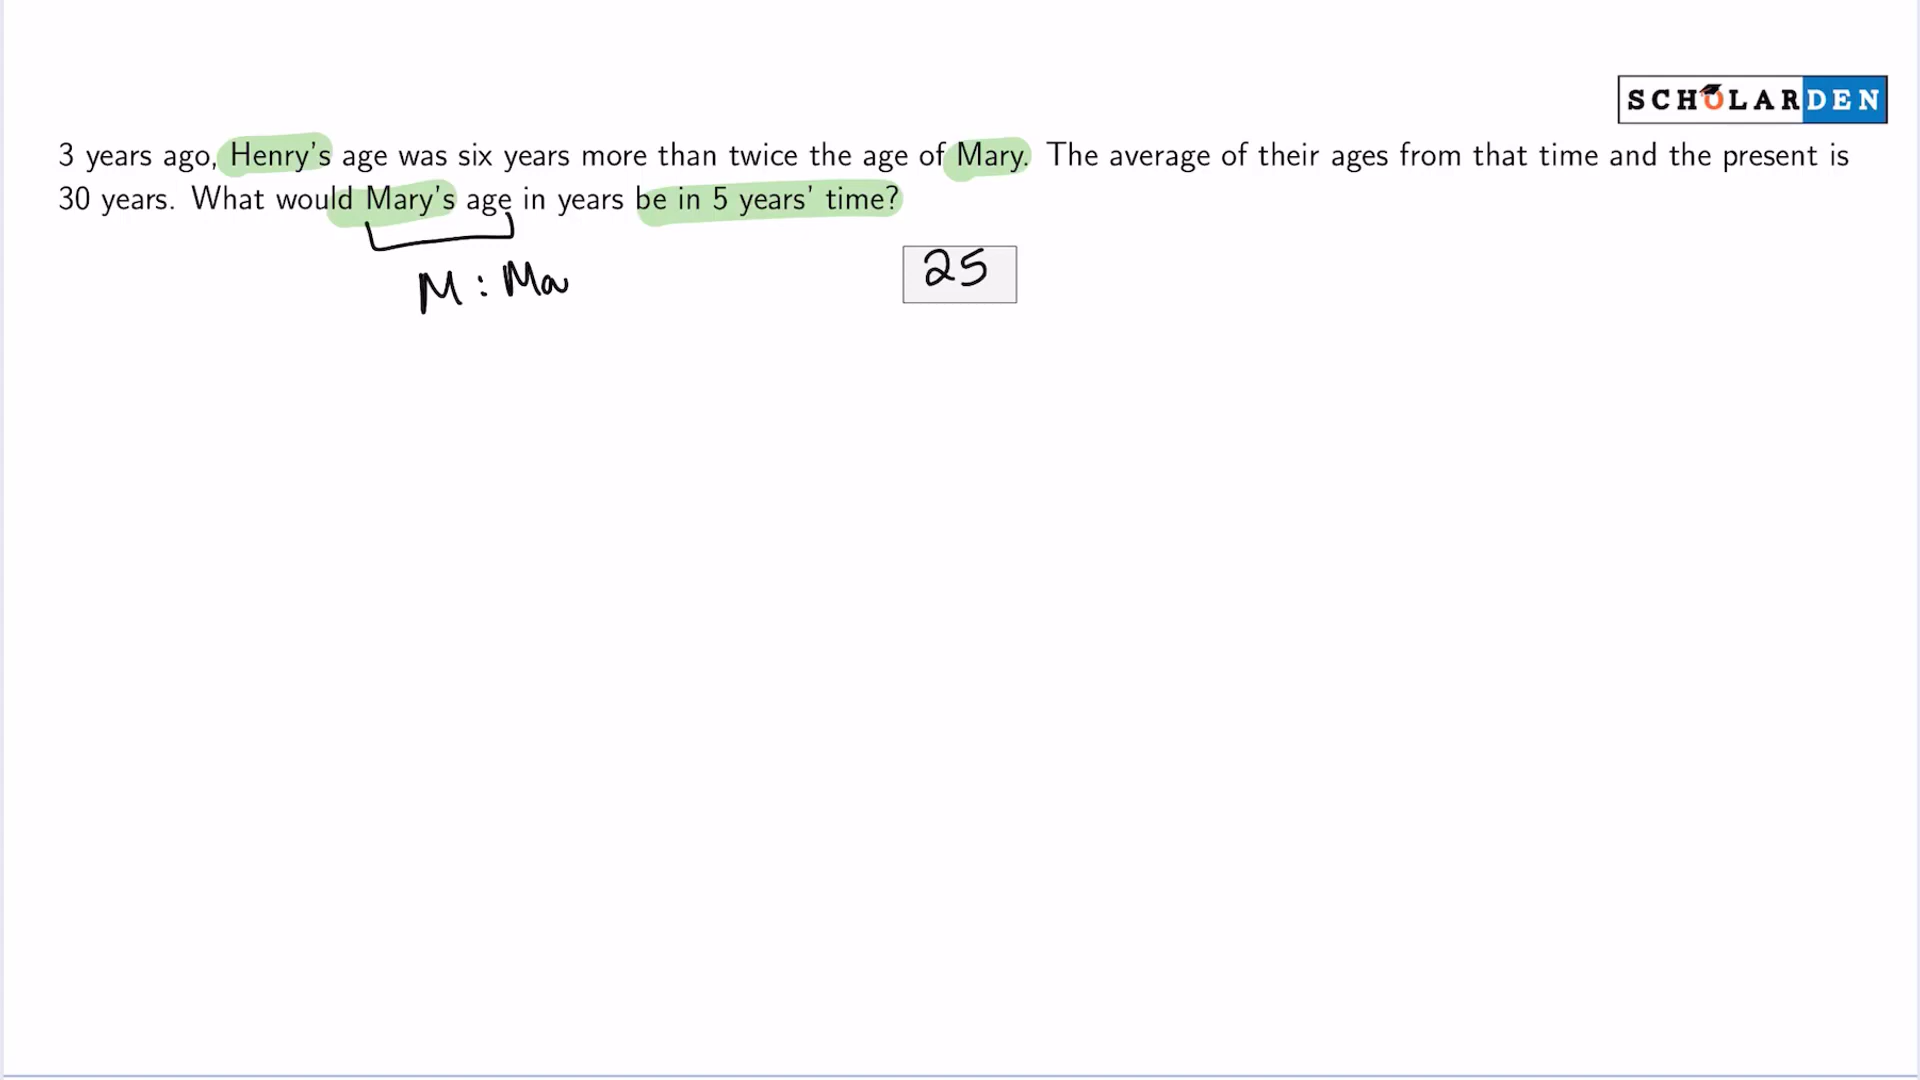 SCHOLARDEN
3 years ago, Henry's age was six years more than twice the age of Mary. The average of their ages from that time and the present is
30 years. What would Mary's age in years be in 5 years' time?
25
M : Ma